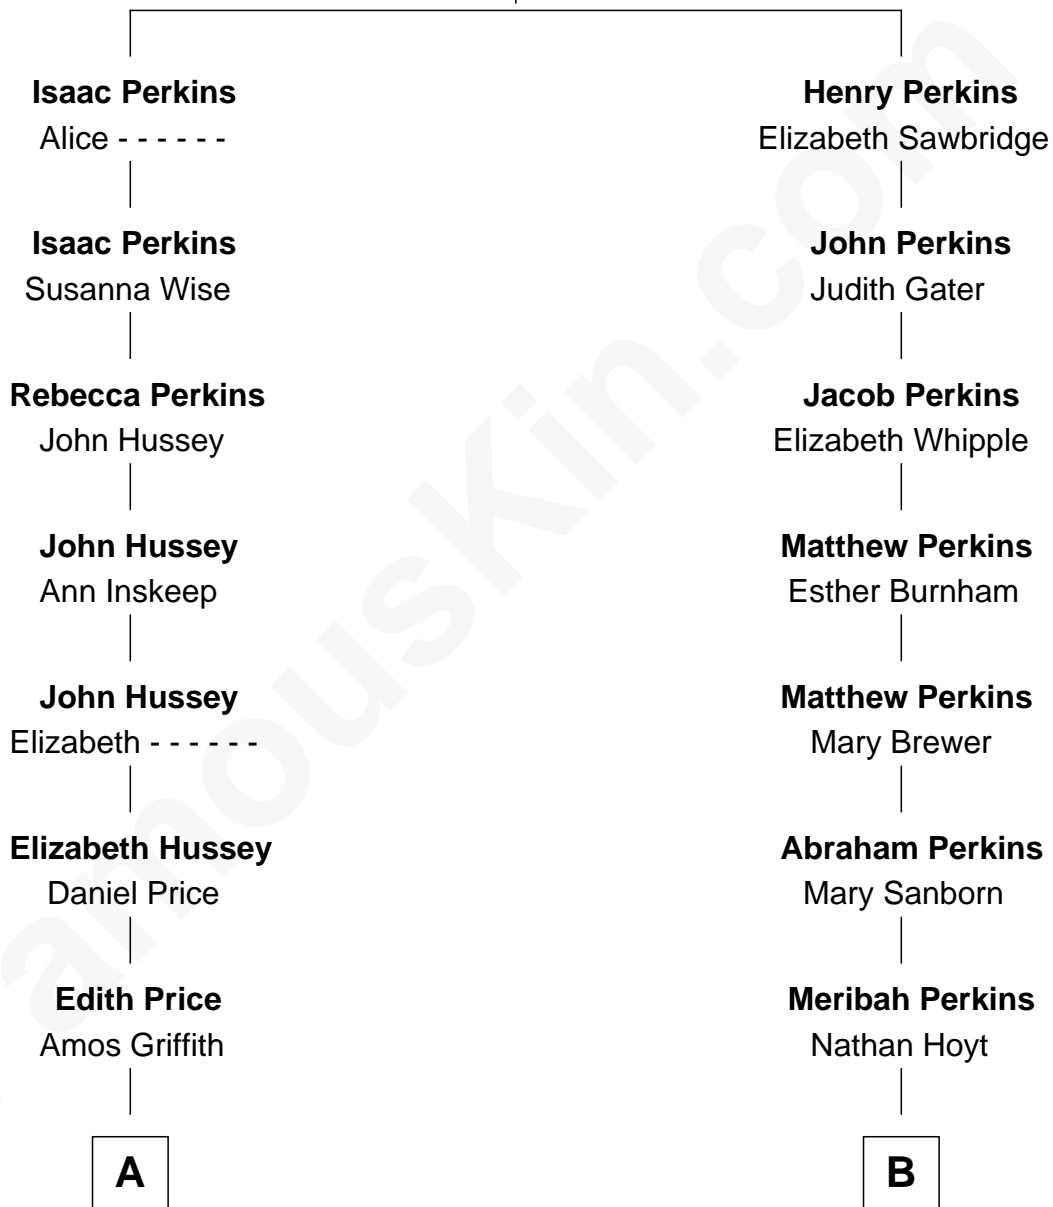 Isaac Perkins
Alice - - - - - -
Isaac Perkins
Susanna Wise
Rebecca Perkins
John Hussey
John Hussey
Ann Inskeep
John Hussey
Elizabeth - - - - - -
Elizabeth Hussey
Daniel Price
Edith Price
Amos Griffith
A
Henry Perkins
Elizabeth Sawbridge
John Perkins
Judith Gater
Jacob Perkins
Elizabeth Whipple
Matthew Perkins
Esther Burnham
Matthew Perkins
Mary Brewer
Abraham Perkins
Mary Sanborn
Meribah Perkins
Nathan Hoyt
B
amousKin.com